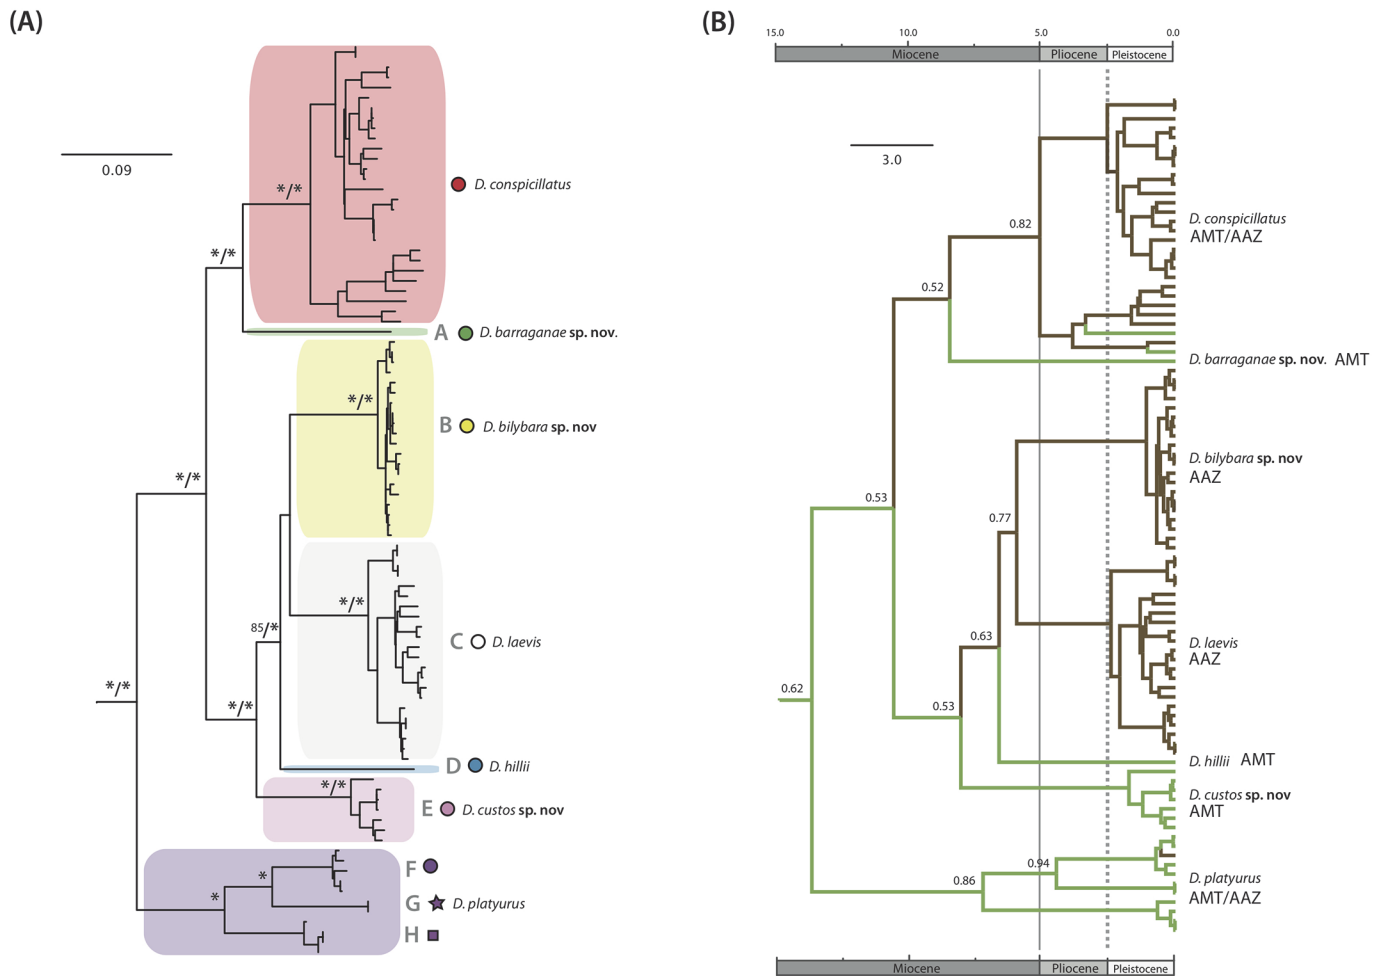 (A)
0.09
*/*
D. conspicillatus
*/*
A D. barraganae sp. nov.
*/*
B D. bilybara sp. nov
*/*
*/*
C D. laevis
85/*
*/*
*/*
D D. hillii
*/*
E D. custos sp. nov
F
*
*
G D. platyurus
H
(B)
15.0 10.0 5.0 0.0
Miocene Pliocene Pleistocene
3.0
0.82
D. conspicillatus
AMT/AAZ
0.52
D. barraganae sp. nov. AMT
D. bilybara sp. nov
AAZ
0.53
0.77
0.63
D. laevis
AAZ
0.62
0.53
D. hillii AMT
D. custos sp. nov
AMT
0.94
0.86
D. platyurus
AMT/AAZ
Miocene Pliocene Pleistocene